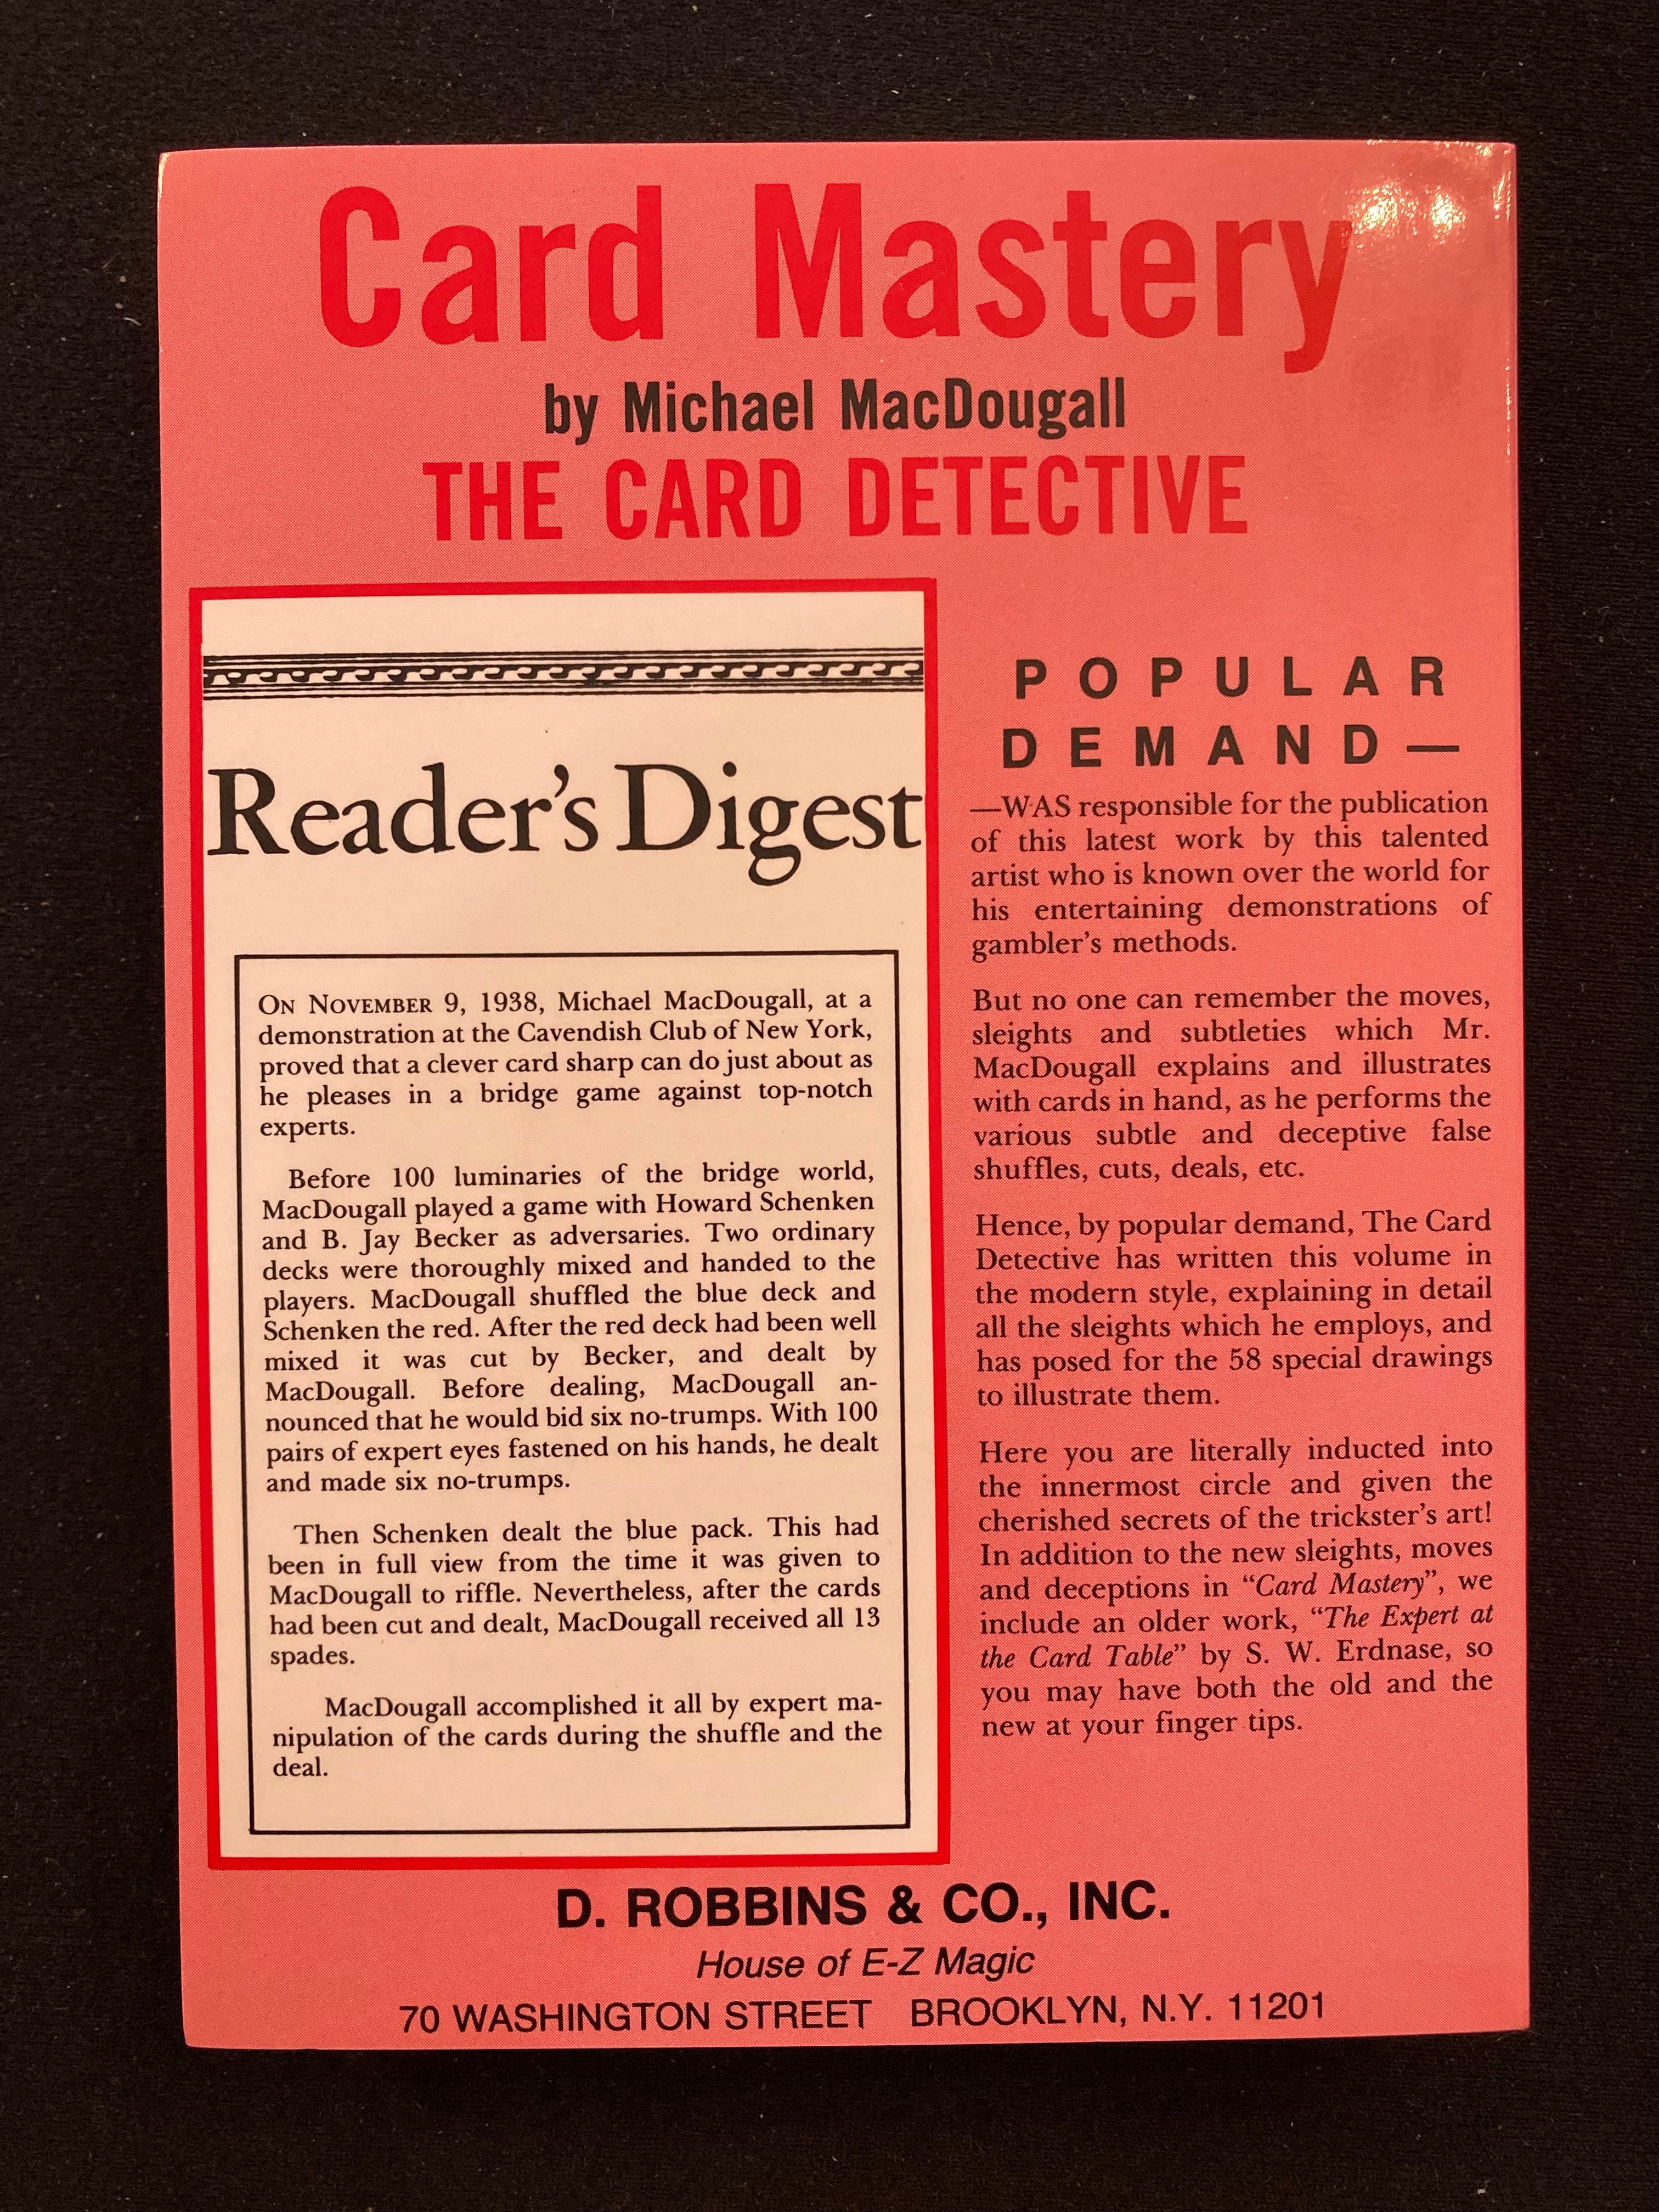 Card Mastery
by Michael MacDougall
THE CARD DETECTIVE
Reader's Digest
ON NOVEMBER 9, 1938, Michael MacDougall, at a
demonstration at the Cavendish Club of New York,
proved that a clever card sharp can do just about as
he pleases in a bridge game against top-notch
experts.
Before 100 luminaries of the bridge world,
MacDougall played a game with Howard Schenken
and B. Jay Becker as adversaries. Two ordinary
decks were thoroughly mixed and handed to the
players. MacDougall shuffled the blue deck and
Schenken the red. After the red deck had been well
mixed it was cut by Becker, and dealt by
MacDougall. Before dealing, MacDougall an-
nounced that he would bid six no-trumps. With 100
pairs of expert eyes fastened on his hands, he dealt
and made six no-trumps.
Then Schenken dealt the blue pack. This had
been in full view from the time it was given to
MacDougall to riffle. Nevertheless, after the cards
had been cut and dealt, MacDougall received all 13
spades.
MacDougall accomplished it all by expert ma-
nipulation of the cards during the shuffle and the
deal.
POPULAR
DEMAND—
—WAS responsible for the publication
of this latest work by this talented
artist who is known over the world for
his entertaining demonstrations of
gambler's methods.
But no one can remember the moves,
sleights and subtleties which Mr.
MacDougall explains and illustrates
with cards in hand, as he performs the
various subtle and deceptive false
shuffles, cuts, deals, etc.
Hence, by popular demand, The Card
Detective has written this volume in
the modern style, explaining in detail
all the sleights which he employs, and
has posed for the 58 special drawings
to illustrate them.
Here you are literally inducted into
the innermost circle and given the
cherished secrets of the trickster's art!
In addition to the new sleights, moves
and deceptions in "Card Mastery", we
include an older work, "The Expert at
the Card Table" by S. W. Erdnase, so
you may have both the old and the
new at your finger tips.
D. ROBBINS & CO., INC.
House of E-Z Magic
70 WASHINGTON STREET BROOKLYN, N.Y. 11201